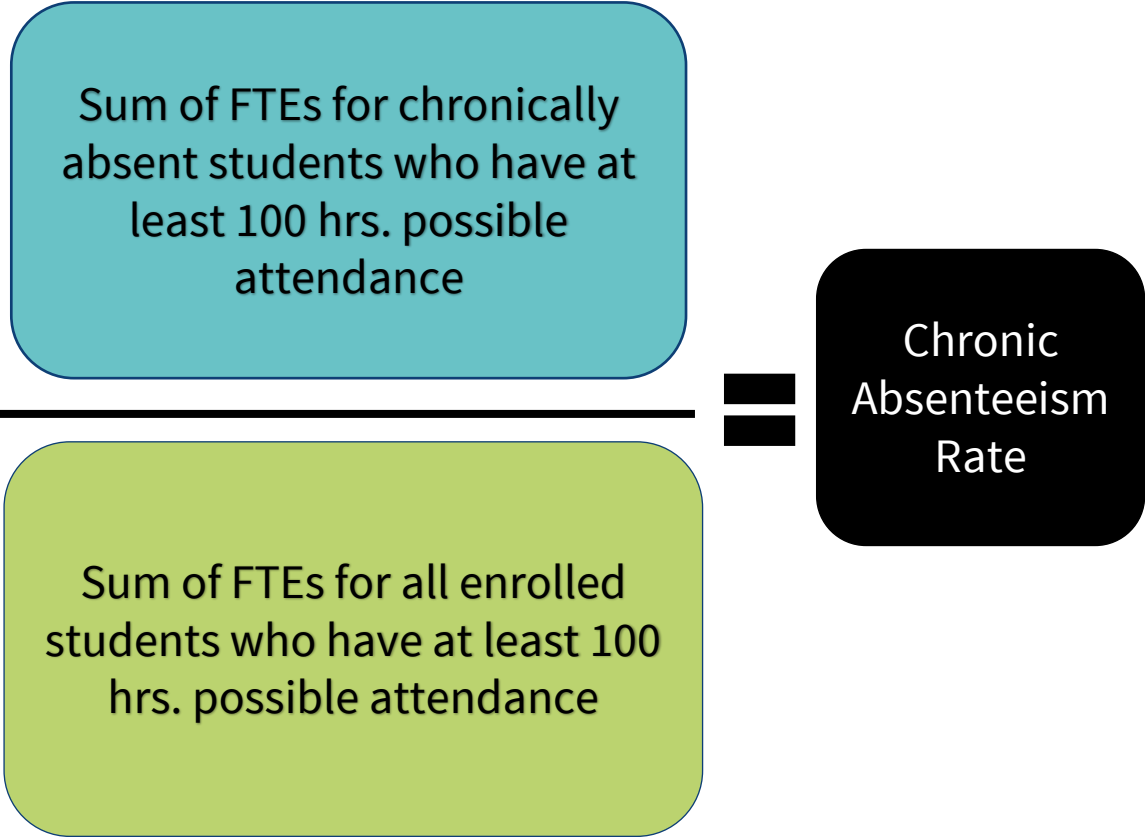 Sum of FTEs for chronically
absent students who have at
least 100 hrs. possible
attendance
Chronic
Absenteeism
Rate
Sum of FTEs for all enrolled
students who have at least 100
hrs. possible attendance